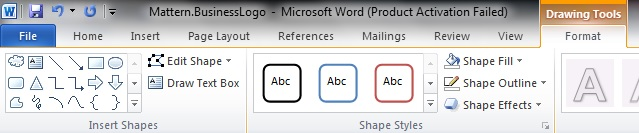 Mattern.BusinessLogo - Microsoft Word (Product Activation Failed)
Drawing Tools
File Home Insert Page Layout References Mailings Review View Format
Edit Shape
Draw Text Box
Insert Shapes
Abc Abc Abc
Shape Fill
Shape Outline
Shape Effects
Shape Styles
A